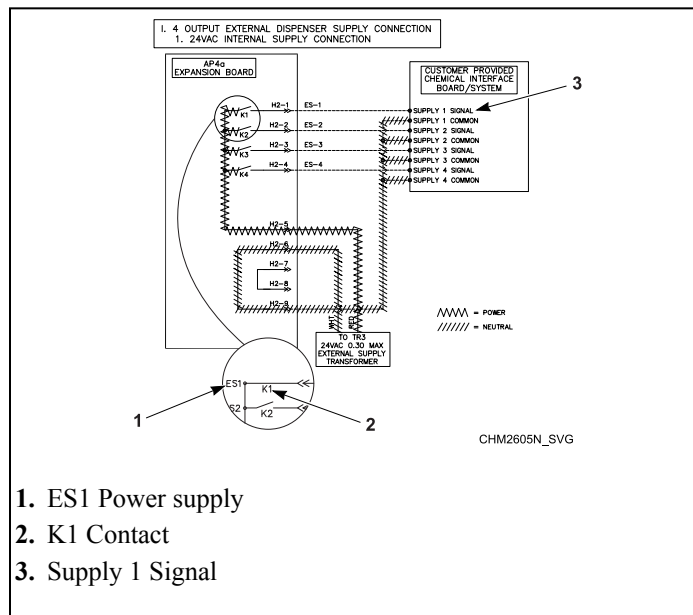 I. 4 OUTPUT EXTERNAL DISPENSER SUPPLY CONNECTION
1. 24VAC INTERNAL SUPPLY CONNECTION
AP4a
EXPANSION BOARD
CUSTOMER PROVIDED
CHEMICAL INTERFACE
BOARD/SYSTEM
3
K1
H2-1 ES-1
SUPPLY 1 SIGNAL
SUPPLY 1 COMMON
K2
H2-2 ES-2
SUPPLY 2 SIGNAL
SUPPLY 2 COMMON
K3
H2-3 ES-3
SUPPLY 3 SIGNAL
SUPPLY 3 COMMON
K4
H2-4 ES-4
SUPPLY 4 SIGNAL
SUPPLY 4 COMMON
H2-5
H2-6
H2-7
H2-8
H2-9
WHT
RED
= POWER
= NEUTRAL
TO TR3
24VAC 0.30 MAX
EXTERNAL SUPPLY
TRANSFORMER
ES1
K1
S2
K2
1
2
CHM2605N_SVG
1. ES1 Power supply
2. K1 Contact
3. Supply 1 Signal